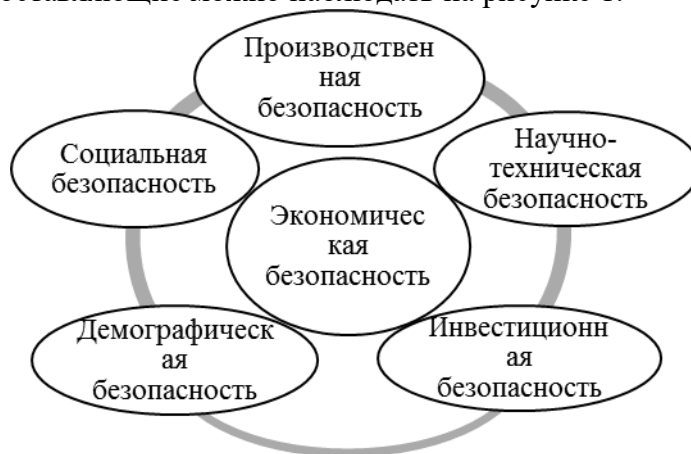 можно наблюдать на рисунке 1.
Производствен
ная
безопасность
Социальная
безопасность
Научно-
техническая
безопасность
Экономичес
кая
безопасность
Демографическ
ая
безопасность
Инвестиционн
ая
безопасность